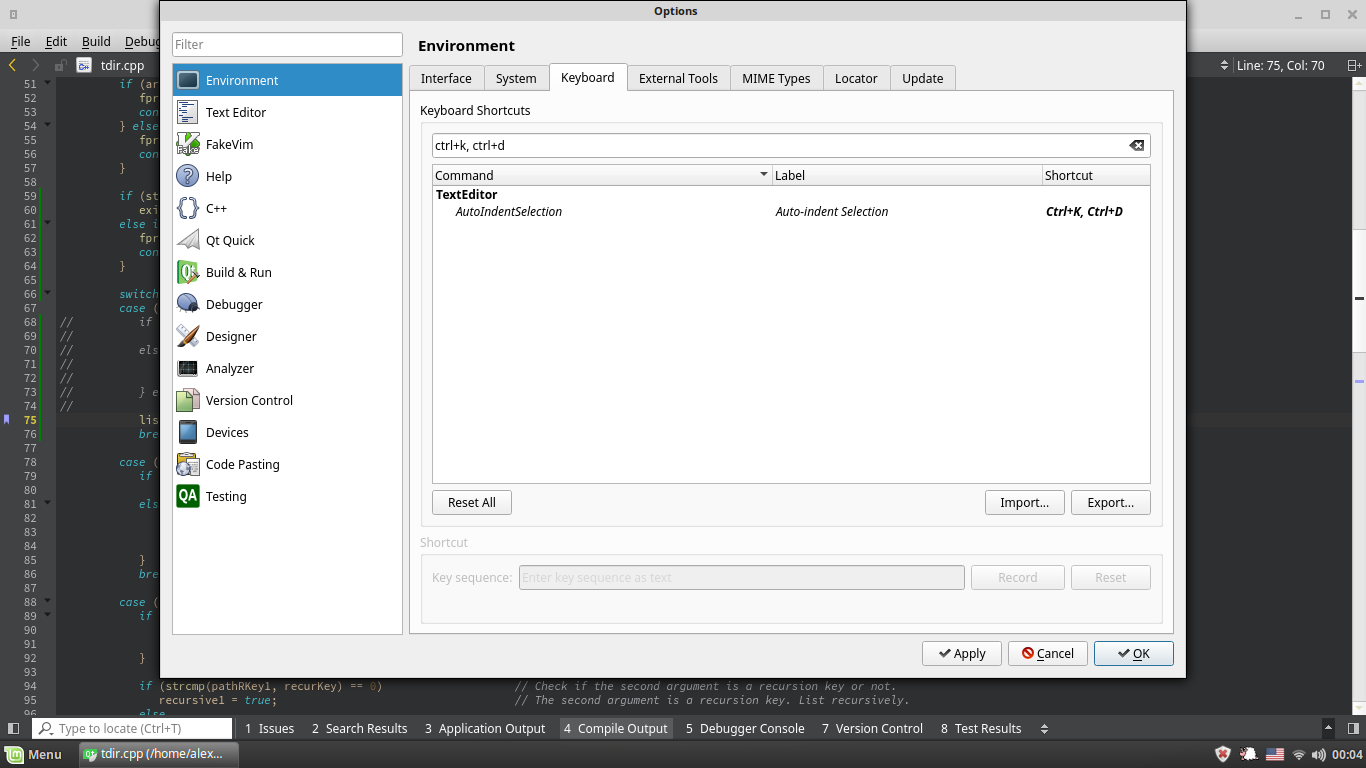 Options
File Edit Build Debug
tdir.cpp
Line: 75, Col: 70
Filter
Environment
Text Editor
FakeVim
Help
C++
Qt Quick
Build & Run
Debugger
Designer
Analyzer
Version Control
Devices
Code Pasting
QA Testing
Environment
Interface System Keyboard External Tools MIME Types Locator Update
Keyboard Shortcuts
ctrl+k, ctrl+d
Command Label Shortcut
TextEditor
AutoIndentSelection Auto-indent Selection Ctrl+K, Ctrl+D
Reset All Import... Export...
Shortcut
Key sequence: Enter key sequence as text Record Reset
Apply Cancel OK
51 if (ar
52 fpr
53 con
54 } else
55 fpr
56 con
57 }
58
59 if (st
60 exi
61 else i
62 fpr
63 con
64 }
65
66 switch
67 case (
68 // if
69 //
70 // els
71 //
72 //
73 // } e
74 //
75 lis
76 bre
77
78 case (
79 if
80
81 els
82
83
84
85 }
86 bre
87
88 case (
89 if
90
91
92 }
93
94 if (strcmp(pathRKey1, recurKey) == 0) // Check if the second argument is a recursion key or not.
95 recursive1 = true; // The second argument is a recursion key. List recursively.
96 else
Type to locate (Ctrl+T) 1 Issues 2 Search Results 3 Application Output 4 Compile Output 5 Debugger Console 7 Version Control 8 Test Results
Menu tdir.cpp (/home/alex... 00:04